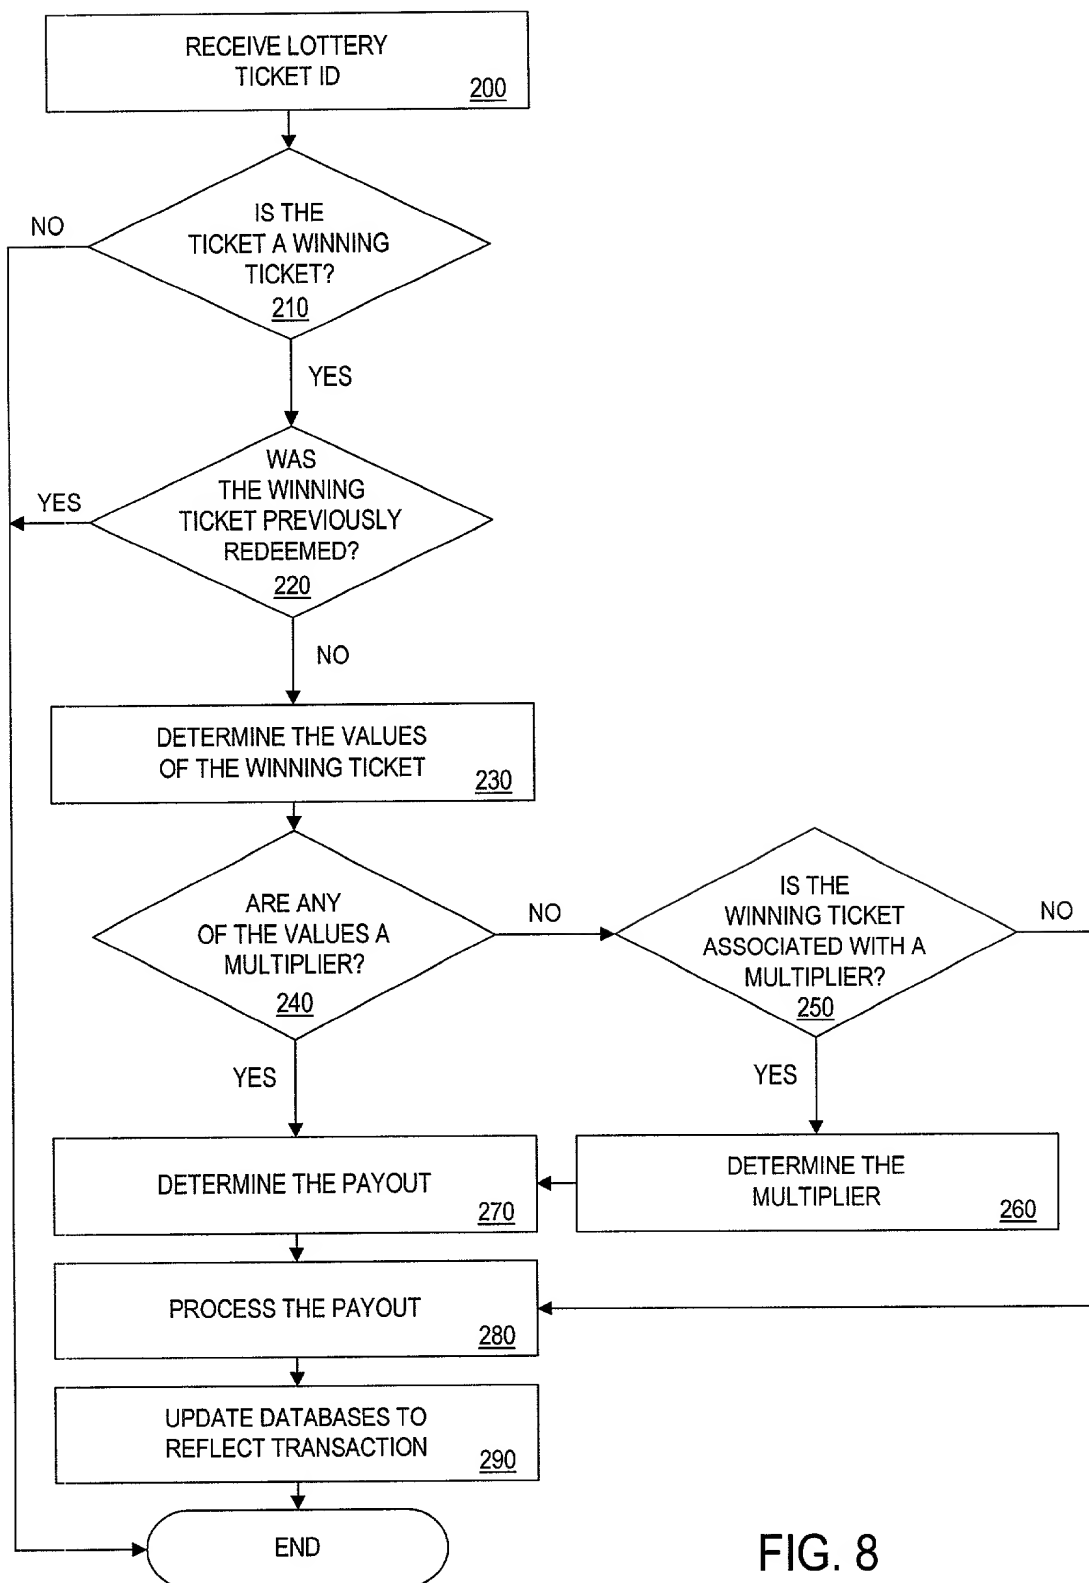 RECEIVE LOTTERY
TICKET ID
200
NO
IS THE
TICKET A WINNING
TICKET?
210
YES
WAS
THE WINNING
TICKET PREVIOUSLY
REDEEMED?
220
YES
NO
DETERMINE THE VALUES
OF THE WINNING TICKET
230
ARE ANY
OF THE VALUES A
MULTIPLIER?
240
NO
IS THE
WINNING TICKET
ASSOCIATED WITH A
MULTIPLIER?
250
NO
YES
YES
DETERMINE THE PAYOUT
270
DETERMINE THE
MULTIPLIER
260
PROCESS THE PAYOUT
280
UPDATE DATABASES TO
REFLECT TRANSACTION
290
END
FIG. 8